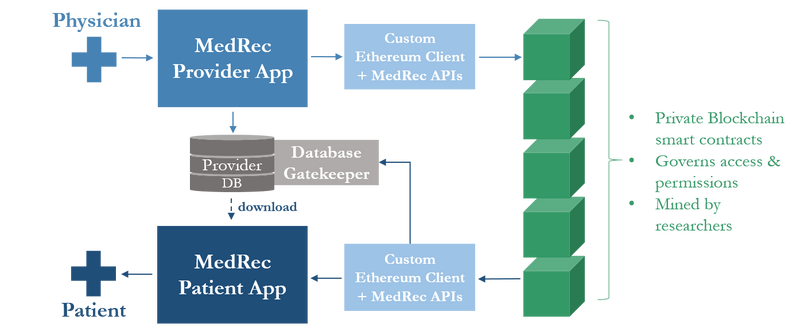 Physician
MedRec
Provider App
Custom
Ethereum Client
+ MedRec APIs
Provider
DB
Database
Gatekeeper
download
• Private Blockchain
smart contracts
• Governs access &
permissions
• Mined by
researchers
MedRec
Patient App
Custom
Ethereum Client
+ MedRec APIs
Patient